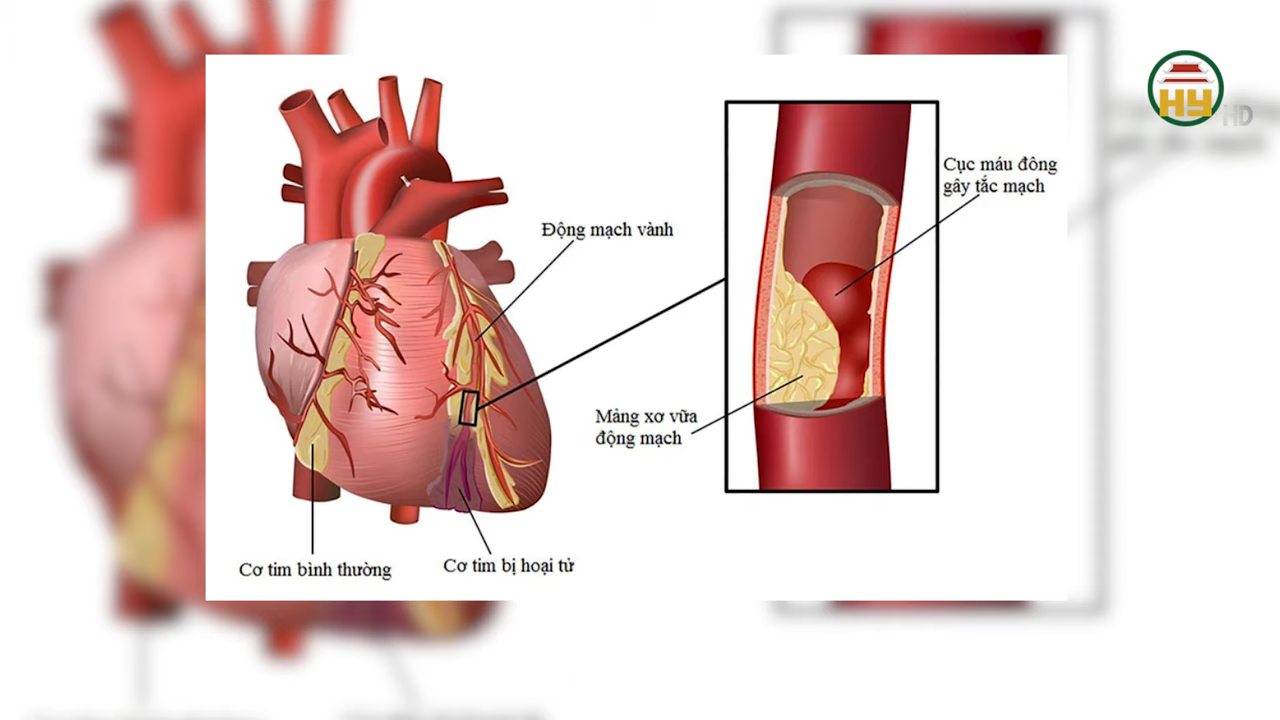 HY
HD
Cục máu đông
gây tắc mạch
Động mạch vành
Mảng xơ vữa
động mạch
Cơ tim bình thường
Cơ tim bị hoại tử